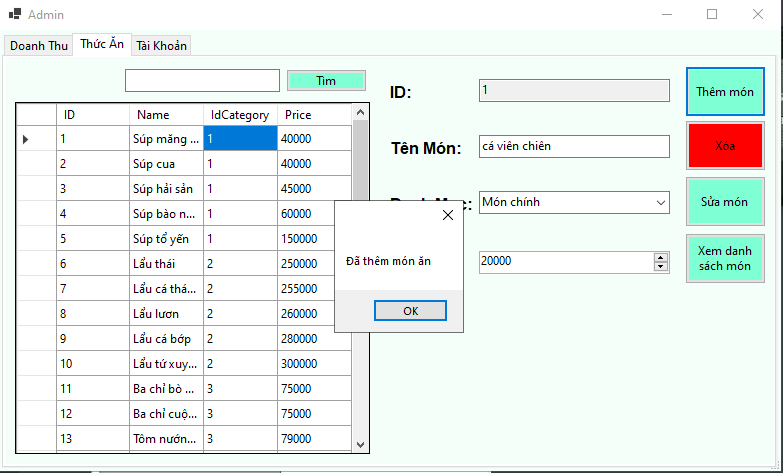 Admin
Doanh Thu Thức Ăn Tài Khoản
Tìm
ID Name IdCategory Price
1 Súp măng ... 1 40000
2 Súp cua 1 40000
3 Súp hải sản 1 45000
4 Súp bào n... 1 60000
5 Súp tổ yến 1 150000
6 Lẩu thái 2 250000
7 Lẩu cá thá... 2 255000
8 Lẩu lươn 2 260000
9 Lẩu cá bớp 2 280000
10 Lẩu tứ xuy... 2 300000
11 Ba chỉ bò ... 3 75000
12 Ba chỉ cuộ... 3 75000
13 Tôm nướn... 3 79000
ID: 1
Tên Món: cá viên chiên
Món chính
20000
Thêm món
Xóa
Sửa món
Xem danh
sách món
Đã thêm món ăn
OK